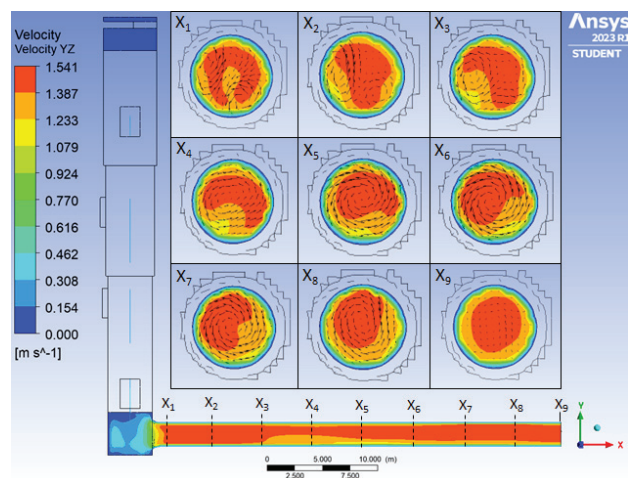 Velocity
Velocity YZ
1.541
1.387
1.233
1.079
0.924
0.770
0.616
0.462
0.308
0.154
0.000
[m s^-1]
X1 X2 X3
X4 X5 X6
X7 X8 X9
Ansys
2023 R1
STUDENT
X1 X2 X3 X4 X5 X6 X7 X8 X9
0 5.000 10.000 (m)
2.500 7.500
Y
X